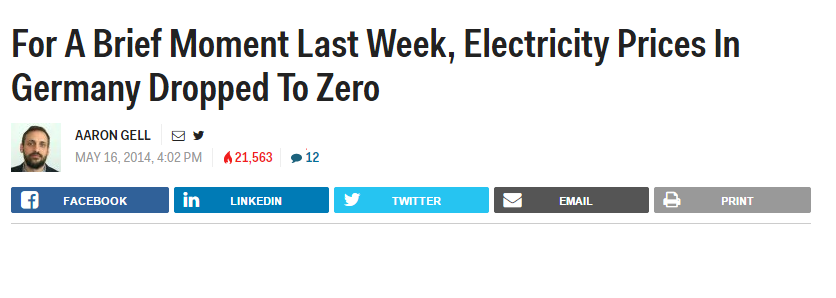 For A Brief Moment Last Week, Electricity Prices In
Germany Dropped To Zero
AARON GELL
MAY 16, 2014, 4:02 PM 21,563 12
FACEBOOK LINKEDIN TWITTER EMAIL PRINT